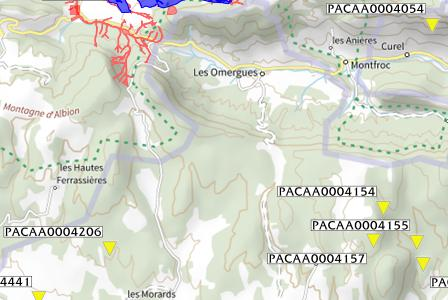 PACAA0004054
les Anières
Curel
Montfroc
Les Omergues
Montagne d'Albion
les Hautes
Ferrassières
PACAA0004154
PACAA0004155
PACAA0004206
PACAA0004157
4441
PA
les Morards